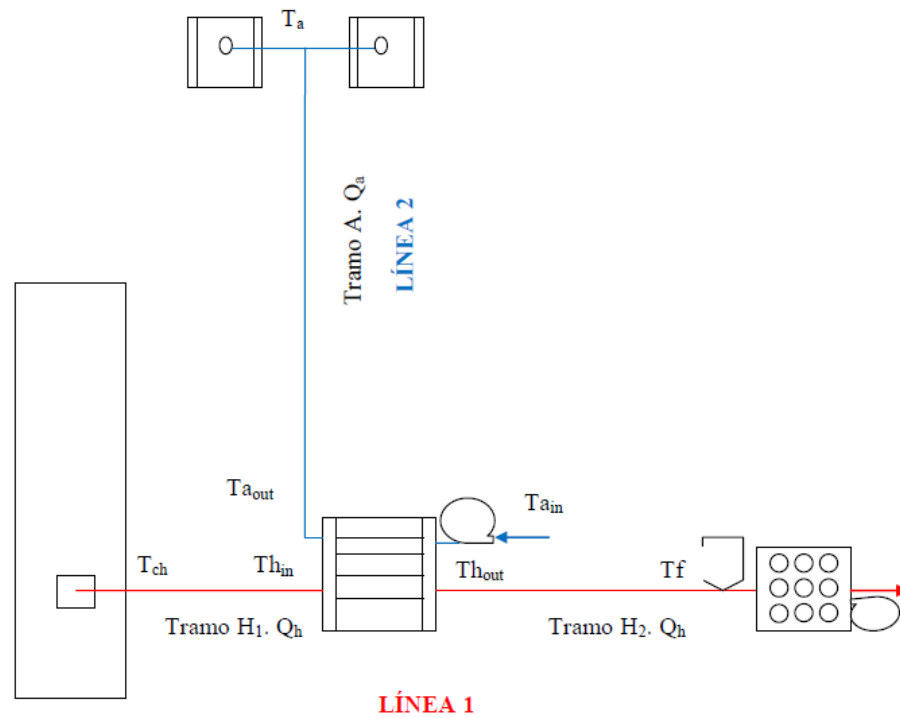 Ta
Tramo A. Qa
LÍNEA 2
Taout
Tain
Tch
Thin
Thout
Tf
Tramo H1. Qh
Tramo H2. Qh
LÍNEA 1